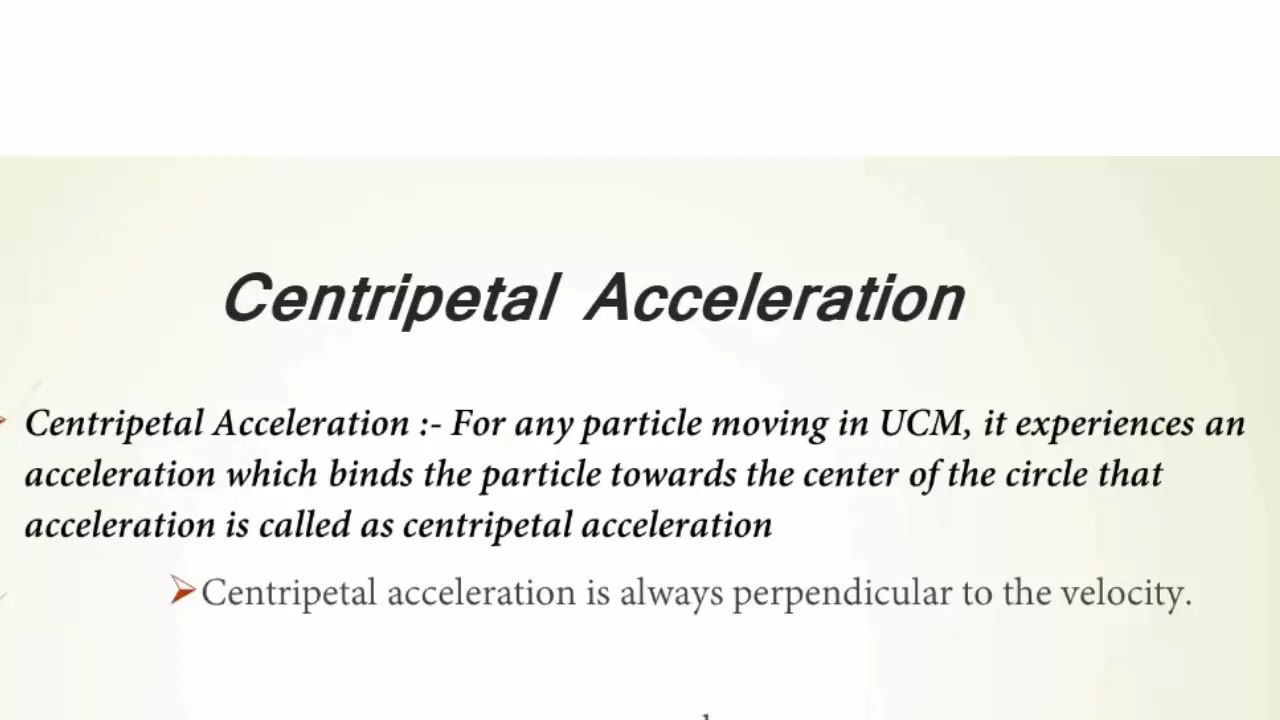 Centripetal Acceleration
Centripetal Acceleration :- For any particle moving in UCM, it experiences an
acceleration which binds the particle towards the center of the circle that
acceleration is called as centripetal acceleration
Centripetal acceleration is always perpendicular to the velocity.